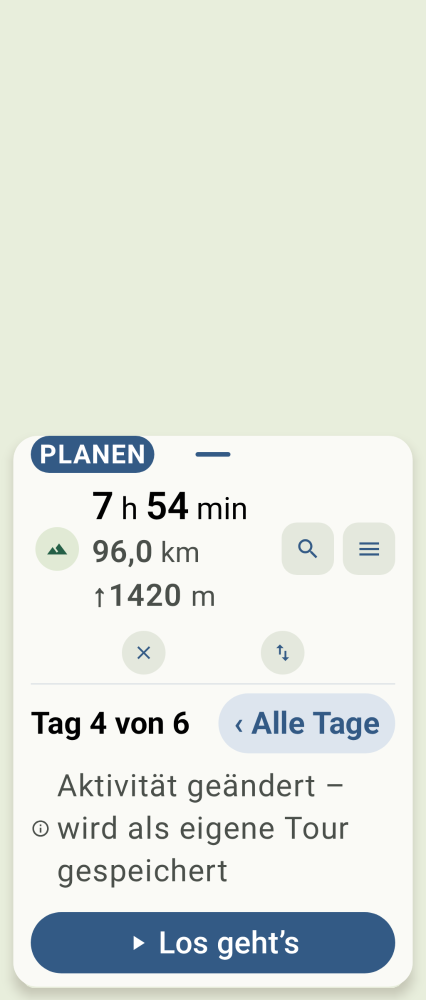 PLANEN
7 h 54 min
96,0 km
↑1420 m
Tag 4 von 6
‹ Alle Tage
Aktivität geändert –
wird als eigene Tour
gespeichert
Los geht’s